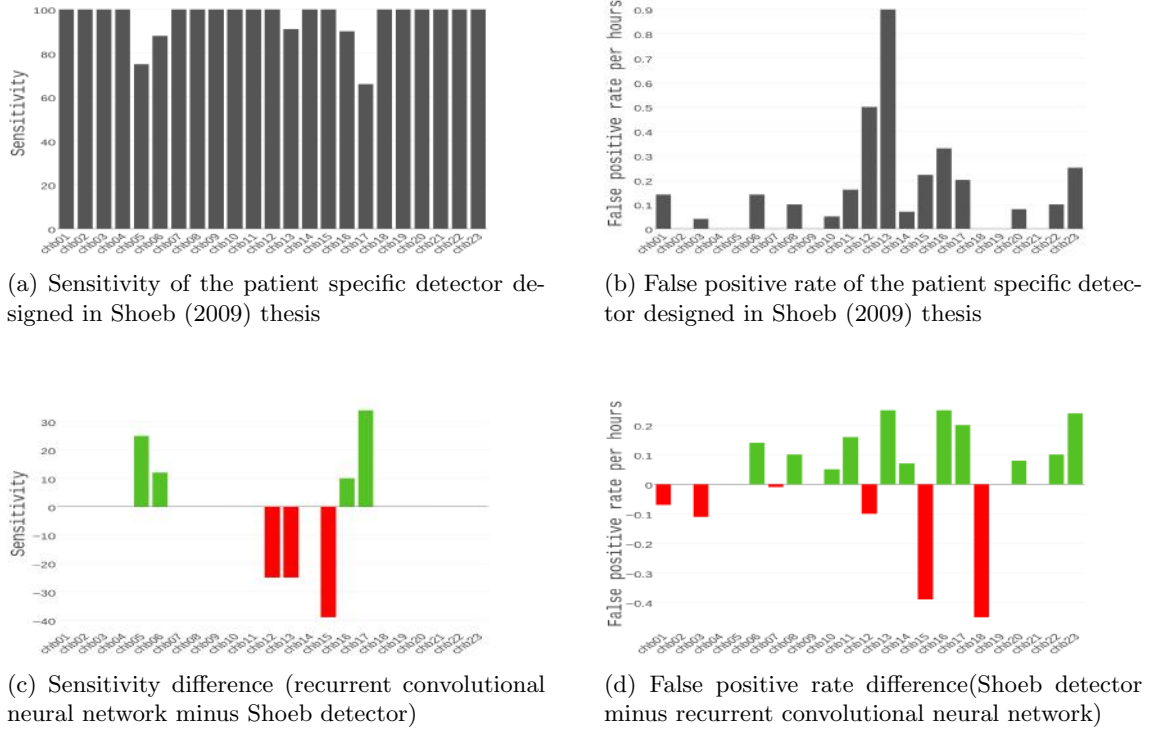 100
80
60
40
20
0
Sensitivity
chb01 chb02 chb03 chb04 chb05 chb06 chb07 chb08 chb09 chb10 chb11 chb12 chb13 chb14 chb15 chb16 chb17 chb18 chb19 chb20 chb21 chb22 chb23
(a) Sensitivity of the patient specific detector de-
signed in Shoeb (2009) thesis
0.9
0.8
0.7
0.6
0.5
0.4
0.3
0.2
0.1
0
False positive rate per hours
chb01 chb02 chb03 chb04 chb05 chb06 chb07 chb08 chb09 chb10 chb11 chb12 chb13 chb14 chb15 chb16 chb17 chb18 chb19 chb20 chb21 chb22 chb23
(b) False positive rate of the patient specific detec-
tor designed in Shoeb (2009) thesis
30
20
10
0
−10
−20
−30
−40
Sensitivity
chb01 chb02 chb03 chb04 chb05 chb06 chb07 chb08 chb09 chb10 chb11 chb12 chb13 chb14 chb15 chb16 chb17 chb18 chb19 chb20 chb21 chb22 chb23
(c) Sensitivity difference (recurrent convolutional
neural network minus Shoeb detector)
0.2
0.1
0
−0.1
−0.2
−0.3
−0.4
False positive rate per hours
chb01 chb02 chb03 chb04 chb05 chb06 chb07 chb08 chb09 chb10 chb11 chb12 chb13 chb14 chb15 chb16 chb17 chb18 chb19 chb20 chb21 chb22 chb23
(d) False positive rate difference(Shoeb detector
minus recurrent convolutional neural network)